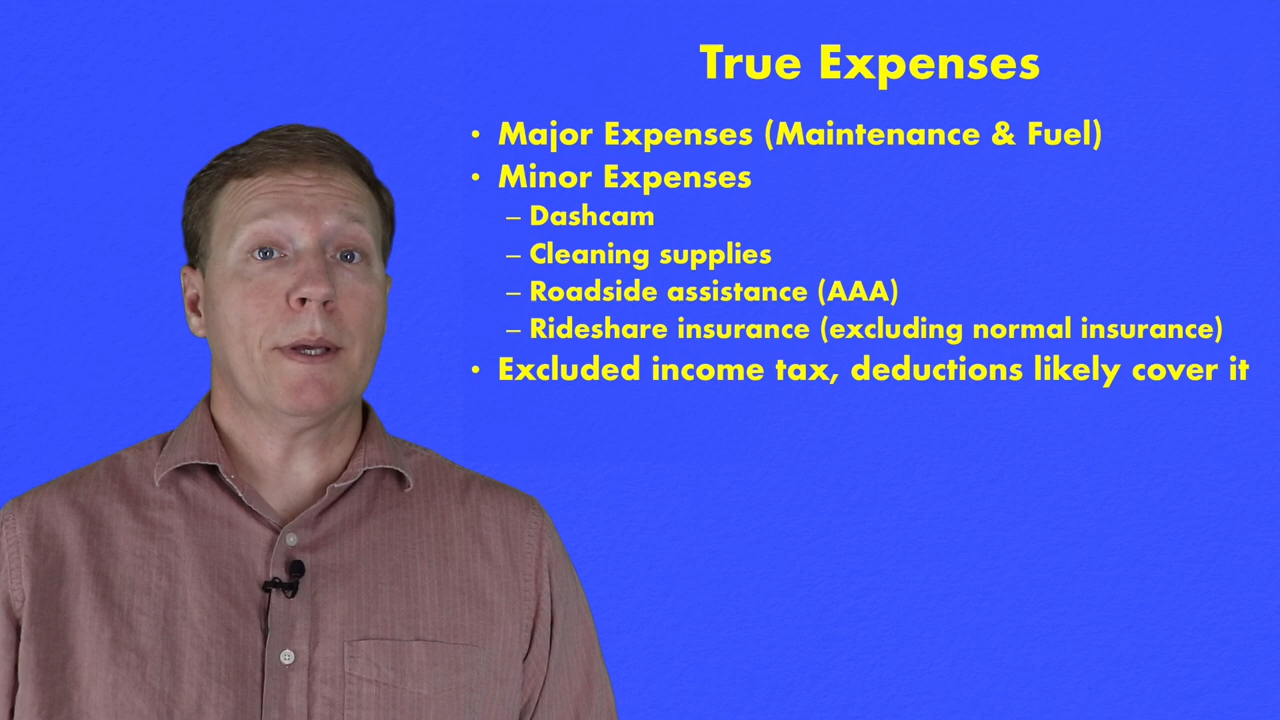 True Expenses
• Major Expenses (Maintenance & Fuel)
• Minor Expenses
– Dashcam
– Cleaning supplies
– Roadside assistance (AAA)
– Rideshare insurance (excluding normal insurance)
• Excluded income tax, deductions likely cover it